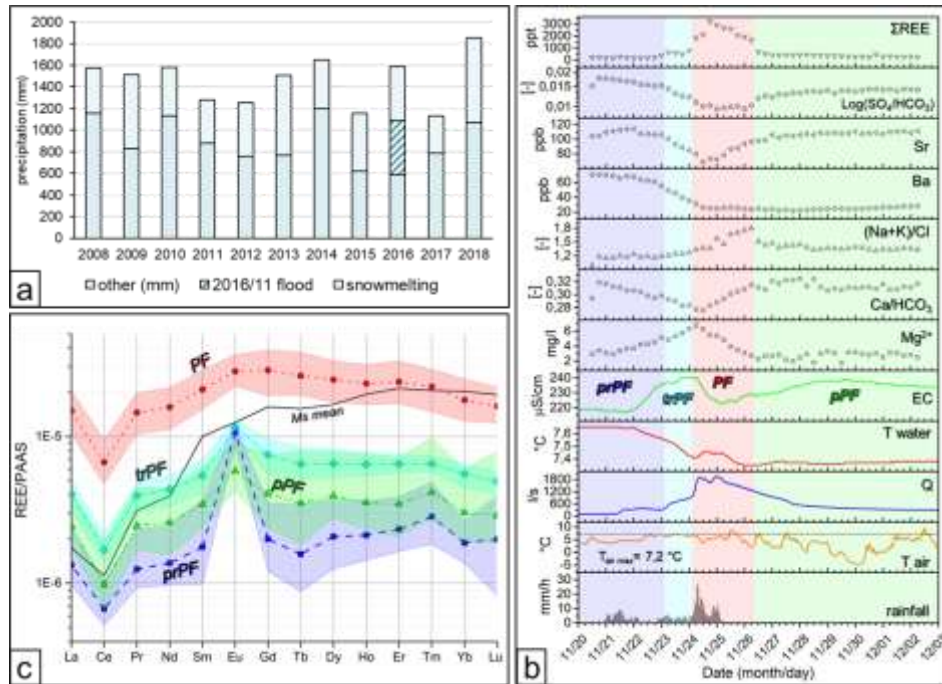 2000
1800
1600
1400
1200
1000
800
600
400
200
0
precipitation (mm)
2008 2009 2010 2011 2012 2013 2014 2015 2016 2017 2018
other (mm) 2016/11 flood snowmelting
a
REE/PAAS
1E-5
1E-6
PF
Ms mean
trPF
pPF
prPF
La Ce Pr Nd Sm Eu Gd Tb Dy Ho Er Tm Yb Lu
c
ppt
3000
2000
1000
0
ΣREE
[-]
0,02
0,015
0,01
Log(SO₄/HCO₃)
ppb
120
100
80
Sr
ppb
60
40
20
Ba
[-]
1,8
1,5
1,2
(Na+K)/Cl
[-]
0,32
0,30
0,28
Ca/HCO₃
mg/l
6
4
2
Mg²⁺
µS/cm
240
230
220
prPF trPF PF pPF
EC
°C
7,6
7,5
7,4
T water
l/s
1800
1200
600
0
Q
°C
10
5
0
-5
T air max= 7,2 °C
T air
mm/h
30
20
10
0
rainfall
11/20 11/21 11/22 11/23 11/24 11/25 11/26 11/27 11/28 11/29 11/30 12/01 12/02 12/03
Date (month/day)
b